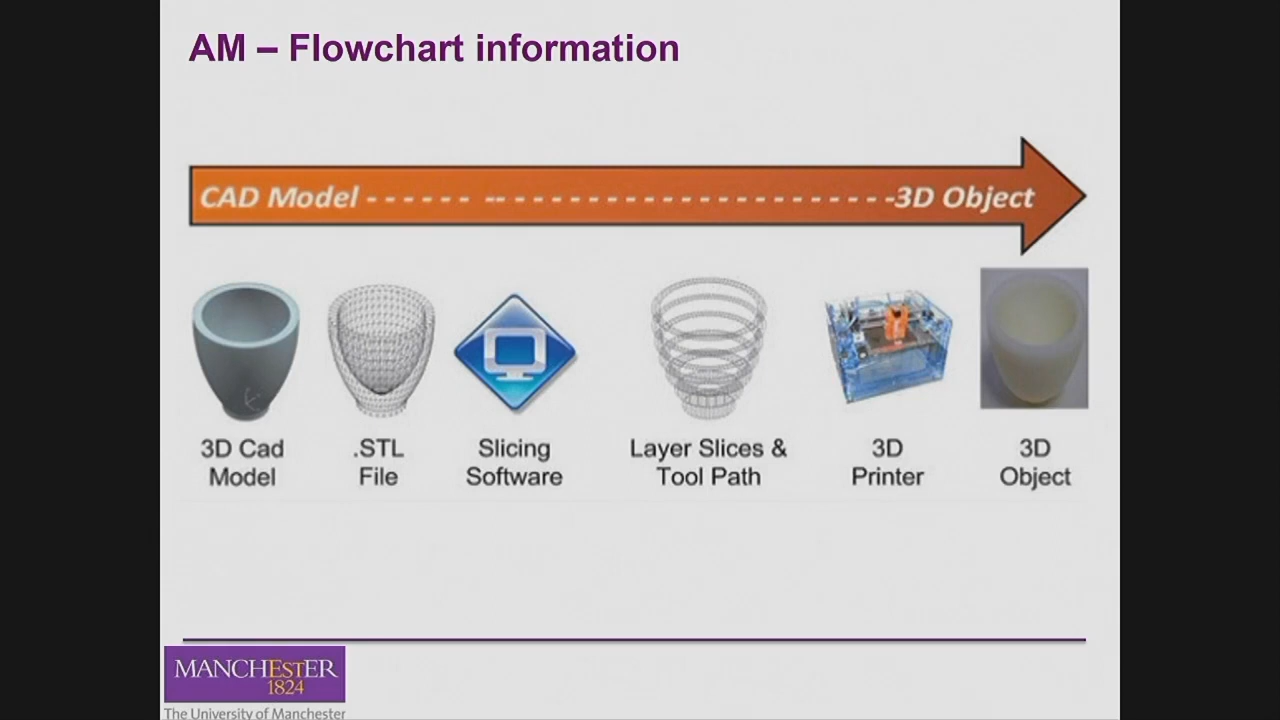 AM – Flowchart information
CAD Model - - - - - - -- - - - - - - - - - - - - - - - - - - - -3D Object
3D Cad
Model
.STL
File
Slicing
Software
Layer Slices &
Tool Path
3D
Printer
3D
Object
MANCHESTER
1824
The University of Manchester